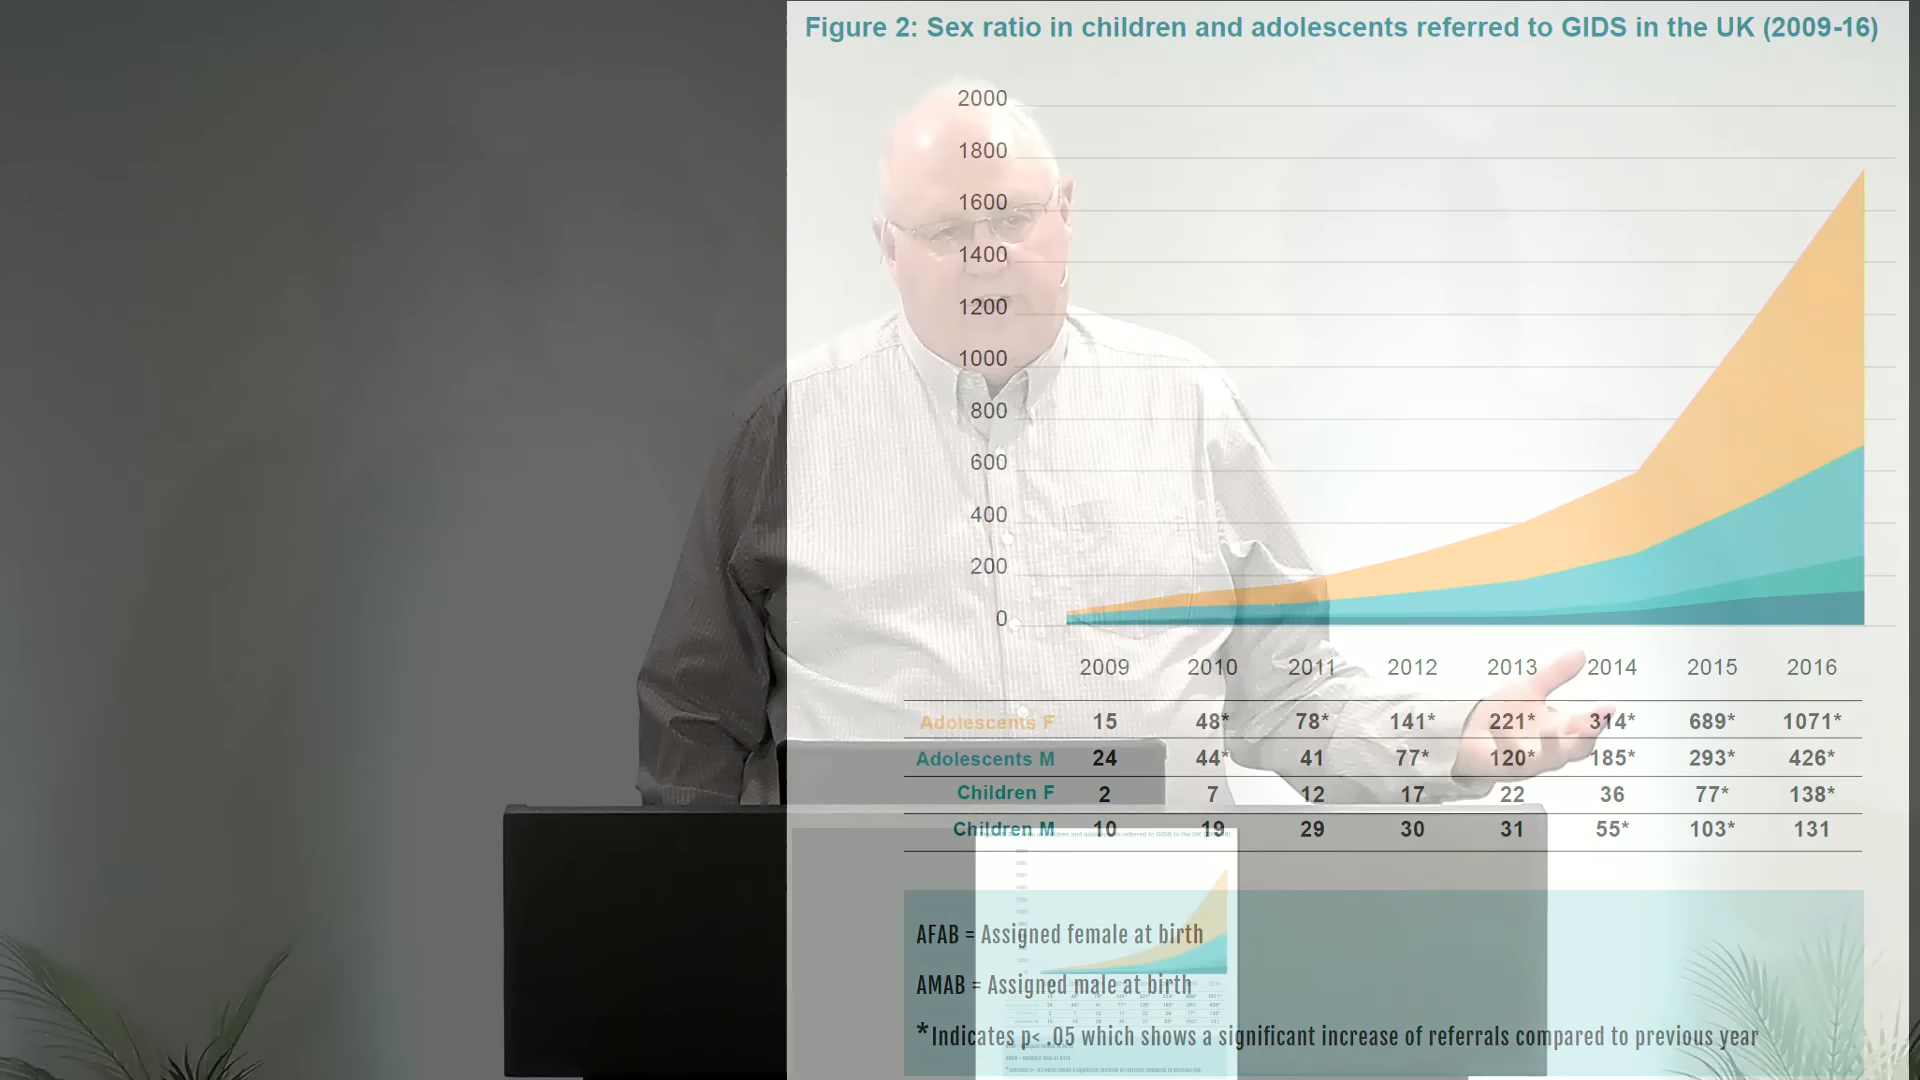 Figure 2: Sex ratio in children and adolescents referred to GIDS in the UK (2009-16)
2000
1800
1600
1400
1200
1000
800
600
400
200
0
2009 2010 2011 2012 2013 2014 2015 2016
Adolescents F 15 48* 78* 141* 221* 314* 689* 1071*
Adolescents M 24 44* 41 77* 120* 185* 293* 426*
Children F 2 7 12 17 22 36 77* 138*
Children M 10 19 29 30 31 55* 103* 131
AFAB = Assigned female at birth
AMAB = Assigned male at birth
*Indicates p< .05 which shows a significant increase of referrals compared to previous year